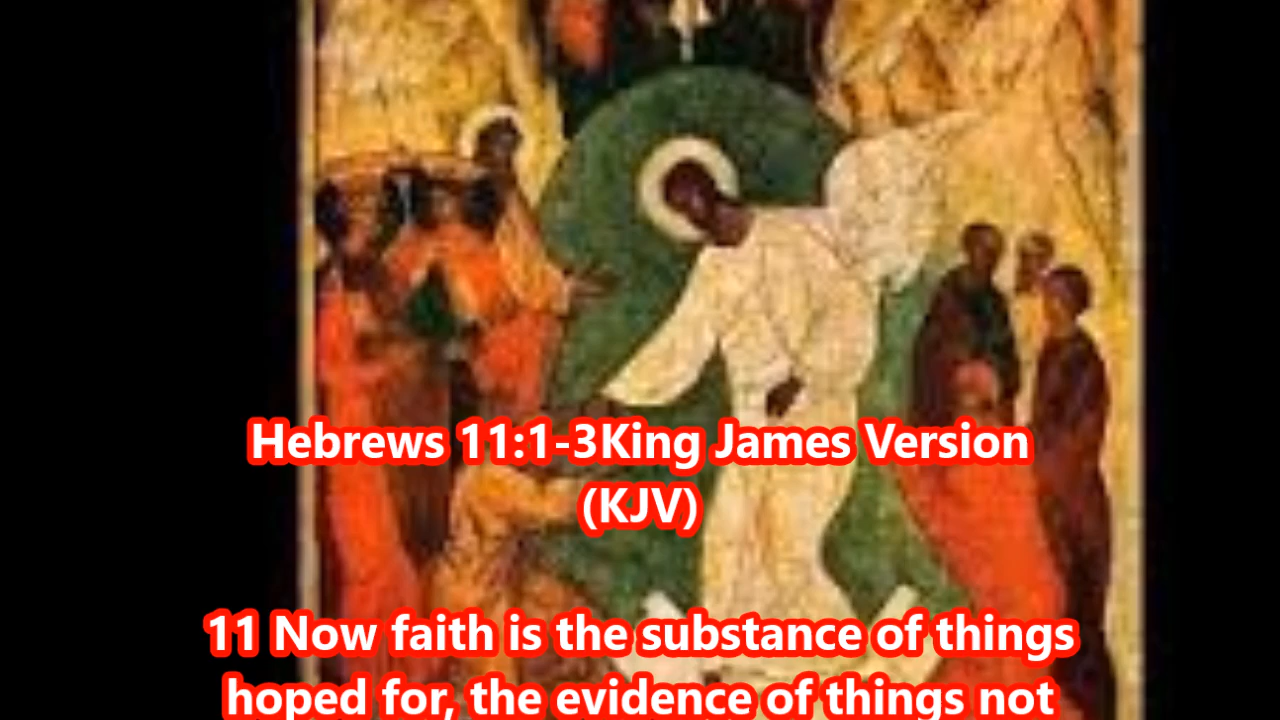 Hebrews 11:1-3King James Version
(KJV)
11 Now faith is the substance of things
hoped for, the evidence of things not